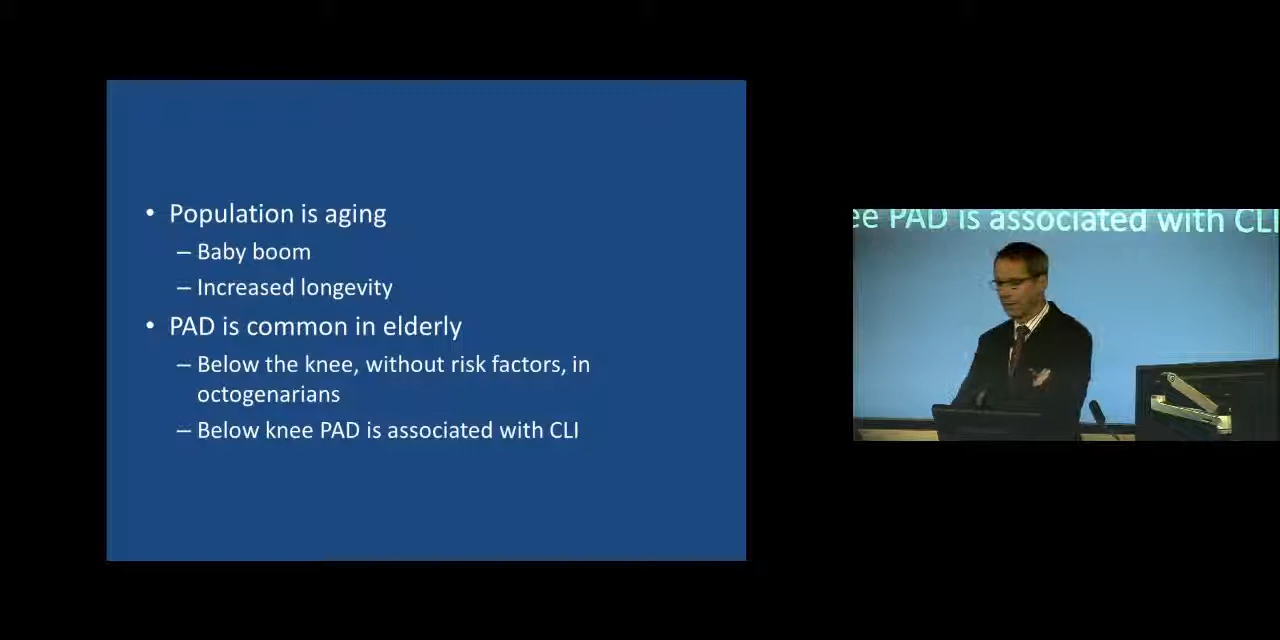 • Population is aging
– Baby boom
– Increased longevity
• PAD is common in elderly
– Below the knee, without risk factors, in
octogenarians
– Below knee PAD is associated with CLI
ee PAD is associated with CLI